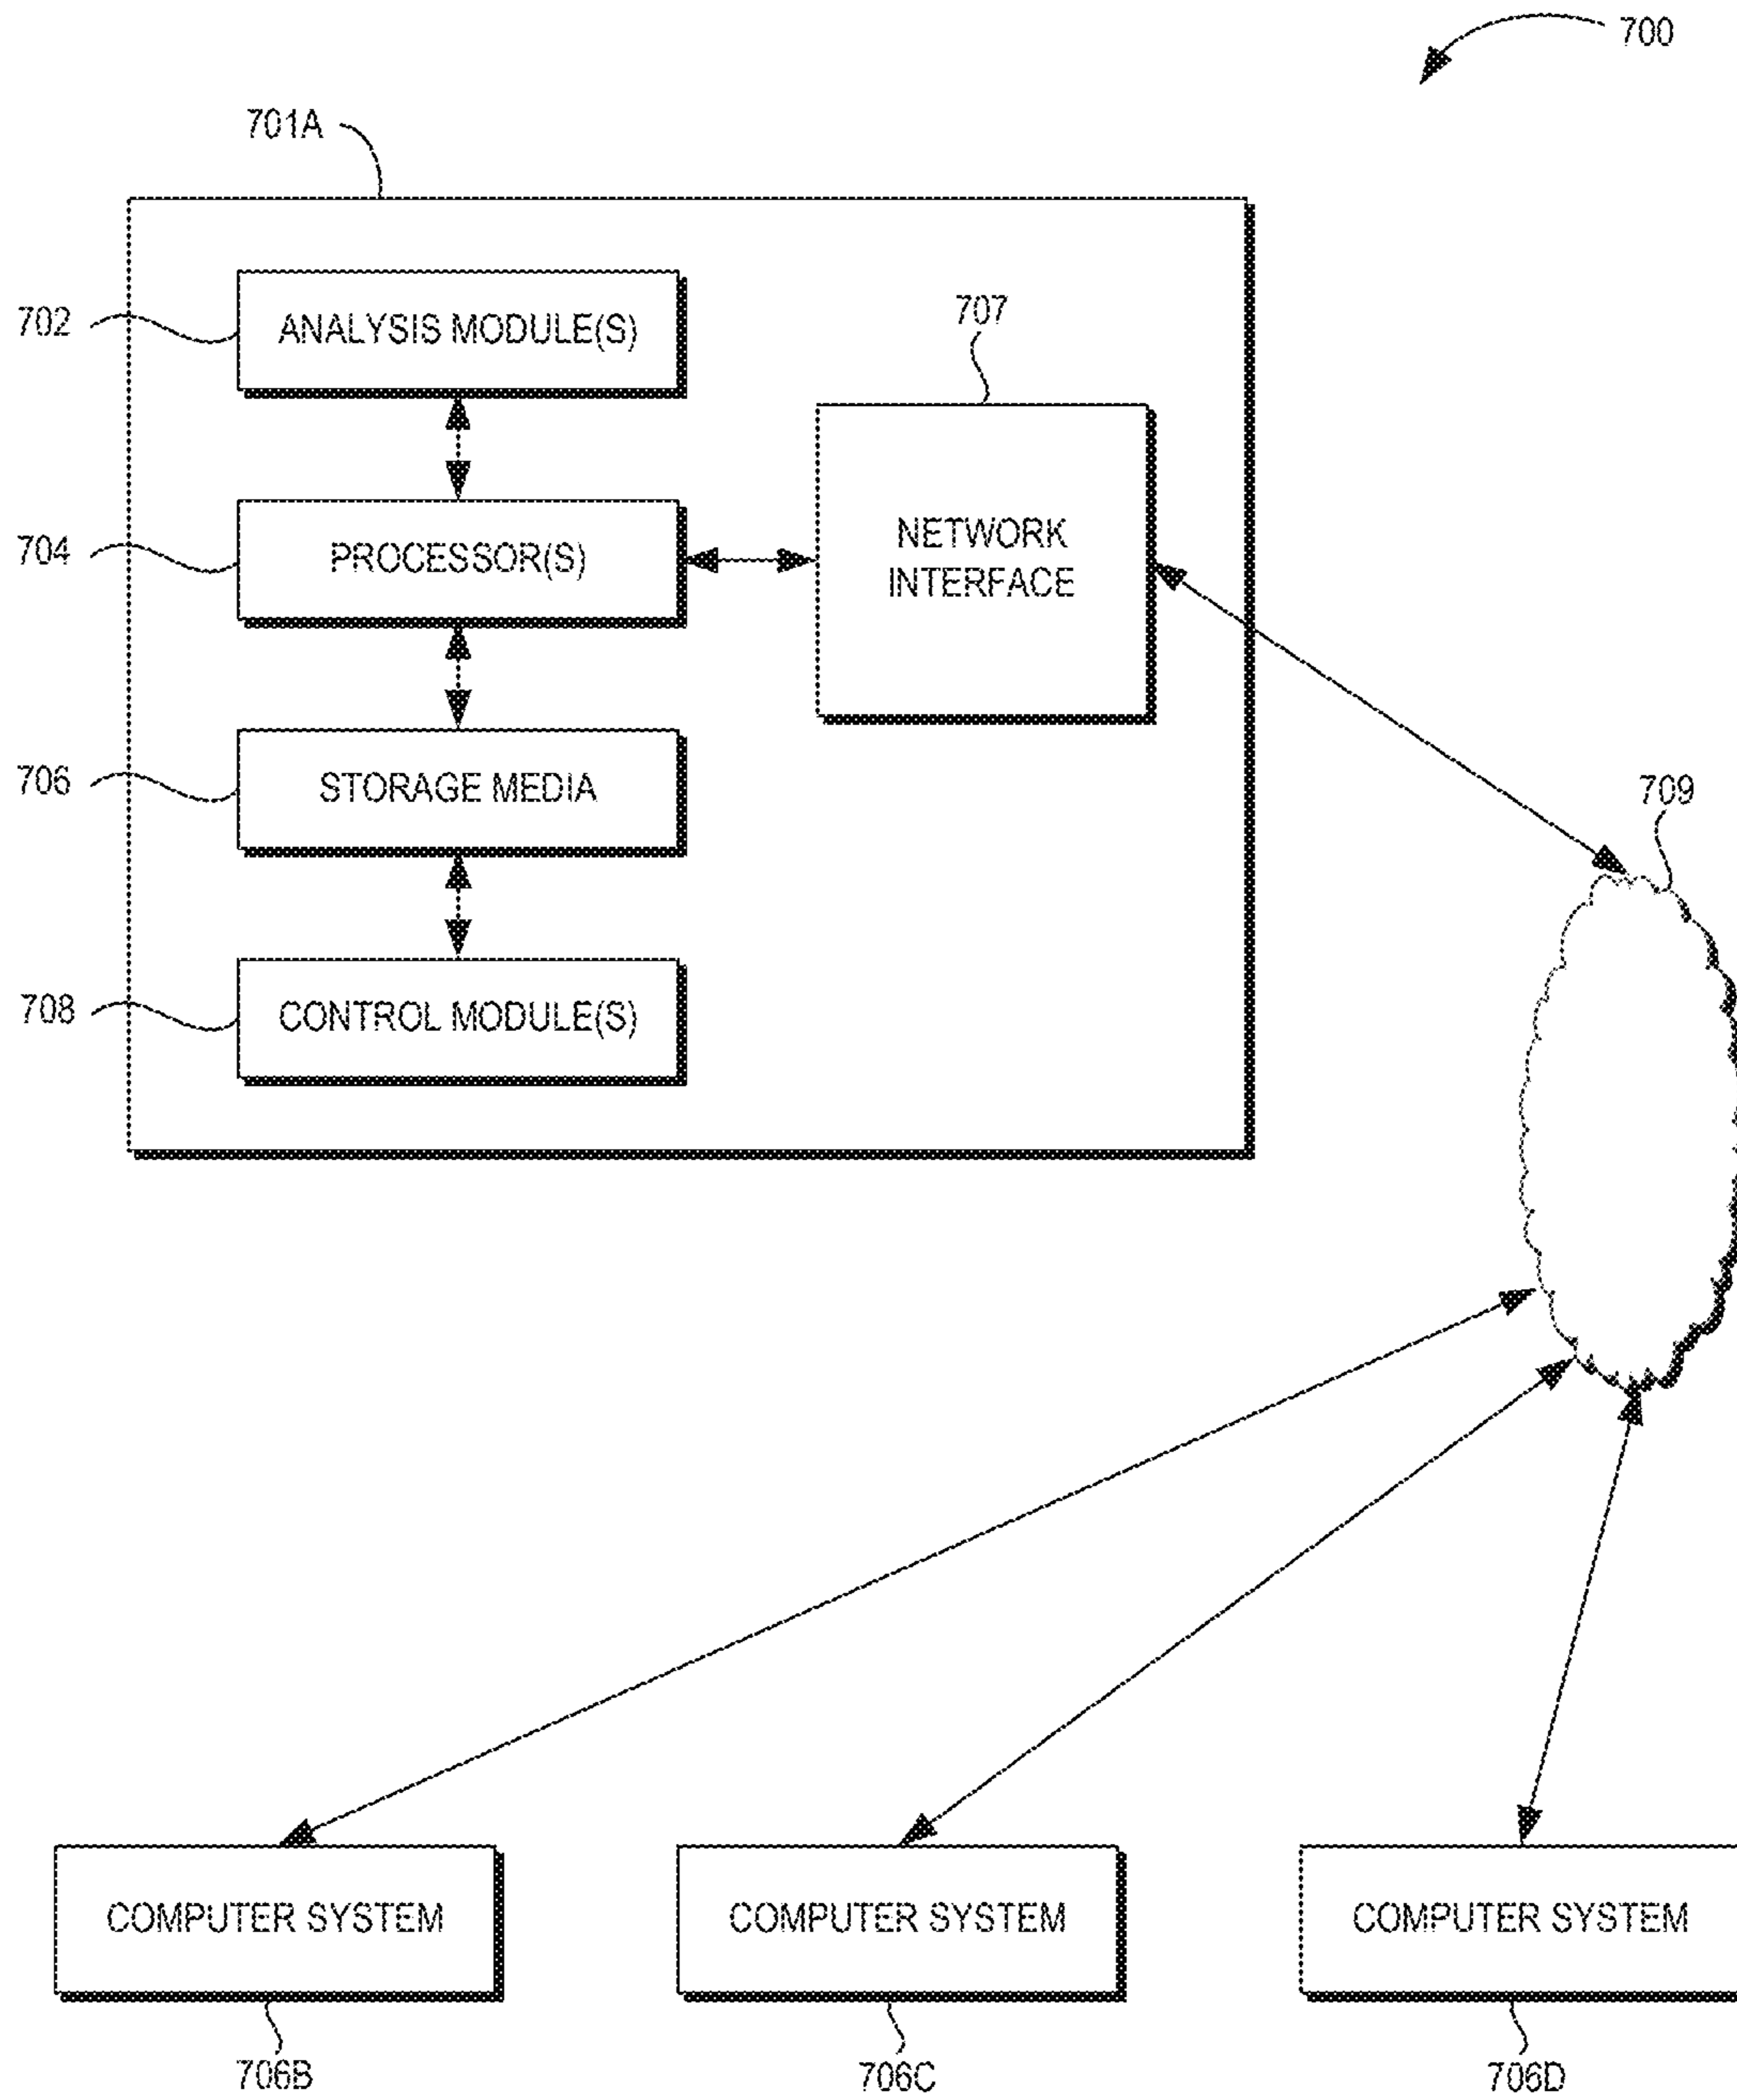 700
701A
702
ANALYSIS MODULE(S)
707
704
PROCESSOR(S)
NETWORK
INTERFACE
706
STORAGE MEDIA
709
708
CONTROL MODULE(S)
COMPUTER SYSTEM
COMPUTER SYSTEM
COMPUTER SYSTEM
706B
706C
706D